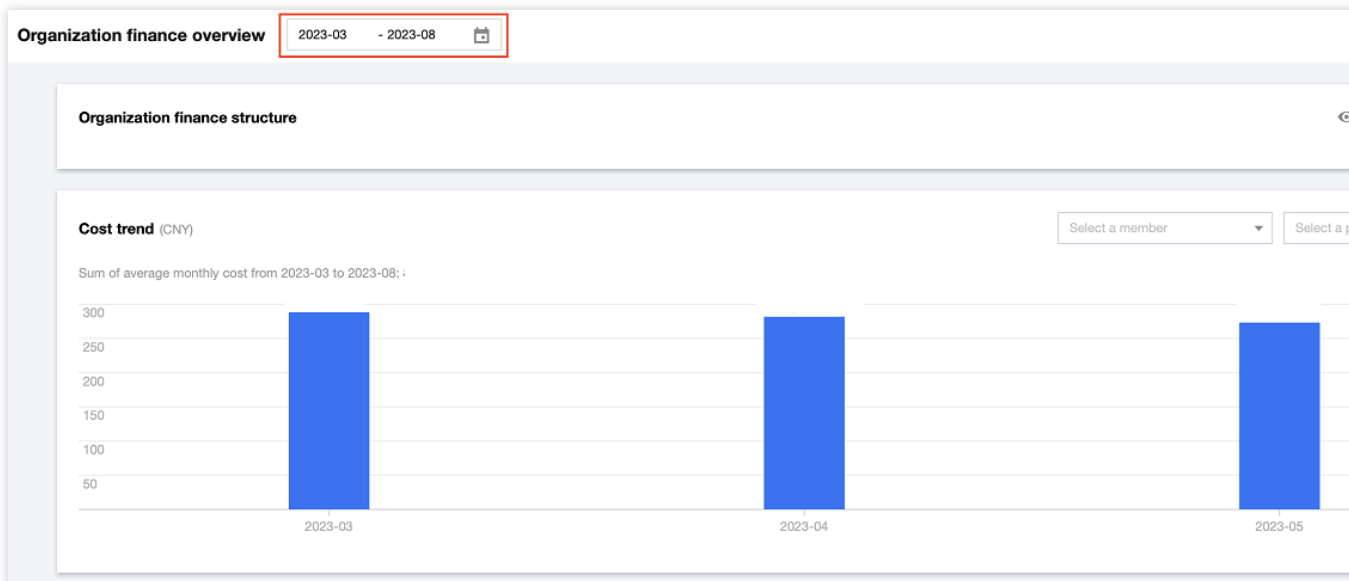 Organization finance overview 2023-03 - 2023-08
Organization finance structure
Cost trend (CNY) Select a member Select a
Sum of average monthly cost from 2023-03 to 2023-08:
300
250
200
150
100
50
2023-03 2023-04 2023-05